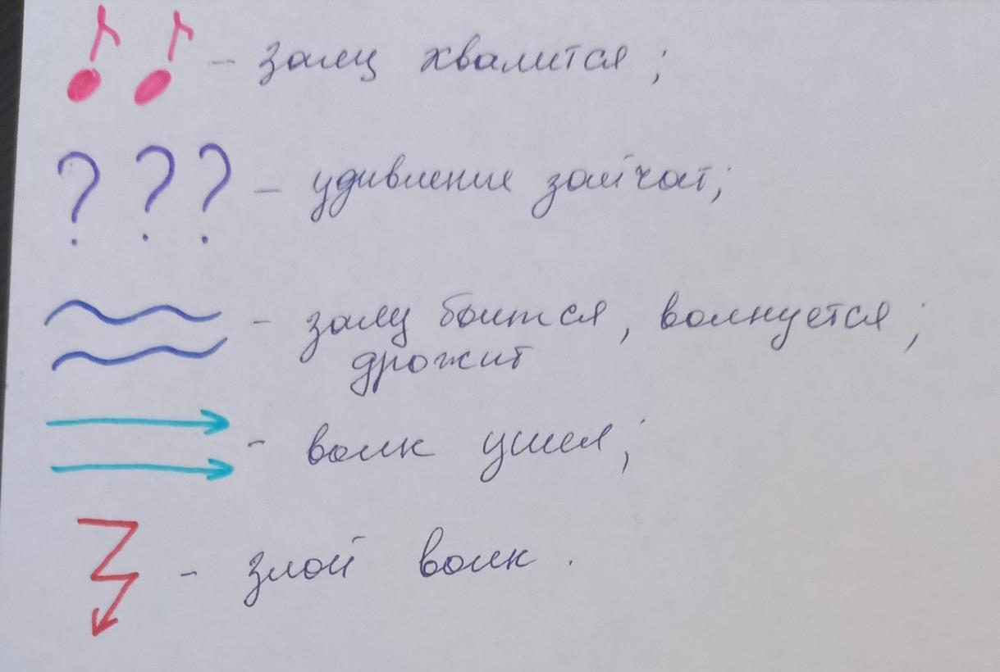 – заяц хвалится;
? ? ? – удивление зайчат;
– заяц боится, волнуется;
дрожит
– волк ушел;
– злой волк.